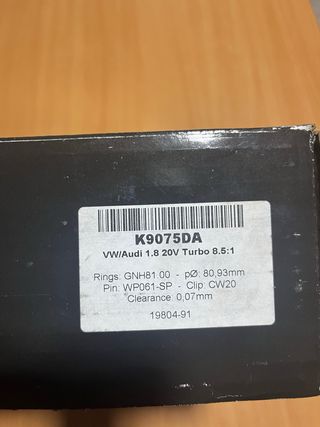 K9075DA
VW/Audi 1.8 20V Turbo 8.5:1
Rings: GNH81.00 - pØ: 80,93mm
Pin: WP061-SP - Clip: CW20
Clearance: 0,07mm
19804-91